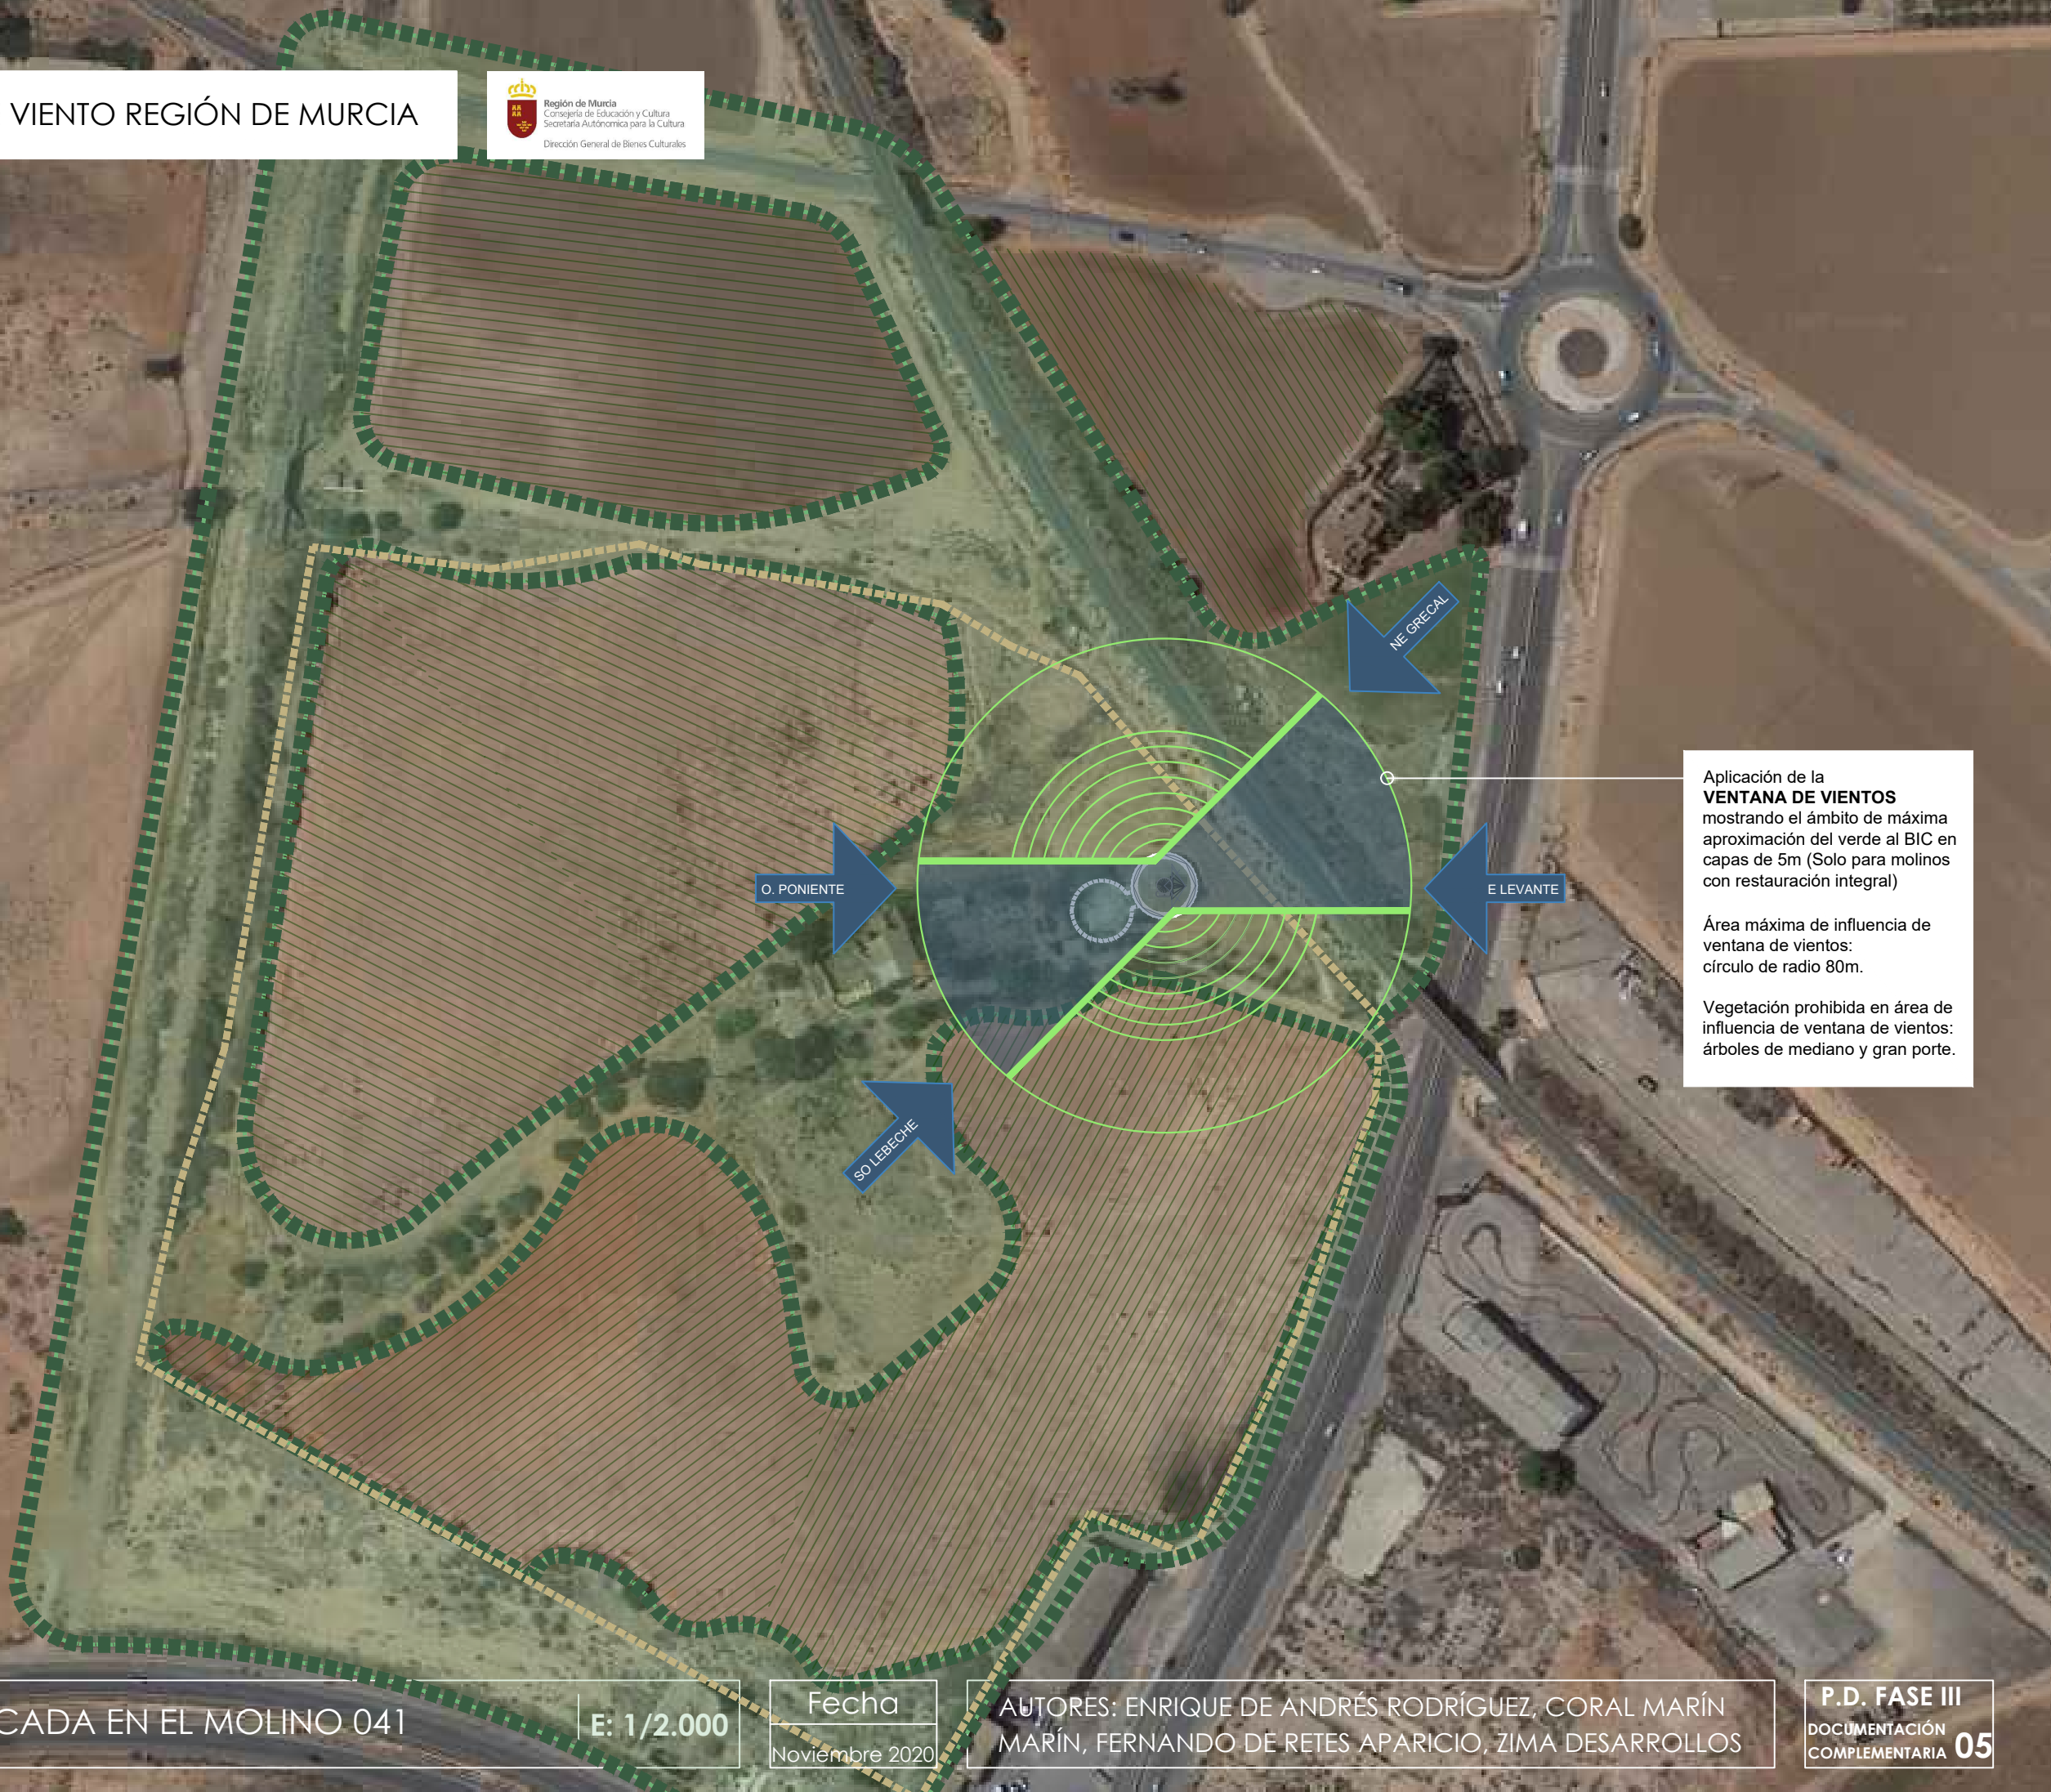 VIENTO REGIÓN DE MURCIA
Región de Murcia
Consejería de Educación y Cultura
Secretaría Autónomica para la Cultura
Dirección General de Bienes Culturales
NE GRECAL
O. PONIENTE
E LEVANTE
SO LEBECHE
Aplicación de la
VENTANA DE VIENTOS
mostrando el ámbito de máxima
aproximación del verde al BIC en
capas de 5m (Solo para molinos
con restauración integral)
Área máxima de influencia de
ventana de vientos:
círculo de radio 80m.
Vegetación prohibida en área de
influencia de ventana de vientos:
árboles de mediano y gran porte.
CADA EN EL MOLINO 041
E: 1/2.000
Fecha
Noviembre 2020
AUTORES: ENRIQUE DE ANDRÉS RODRÍGUEZ, CORAL MARÍN
MARÍN, FERNANDO DE RETES APARICIO, ZIMA DESARROLLOS
P.D. FASE III
DOCUMENTACIÓN
COMPLEMENTARIA 05